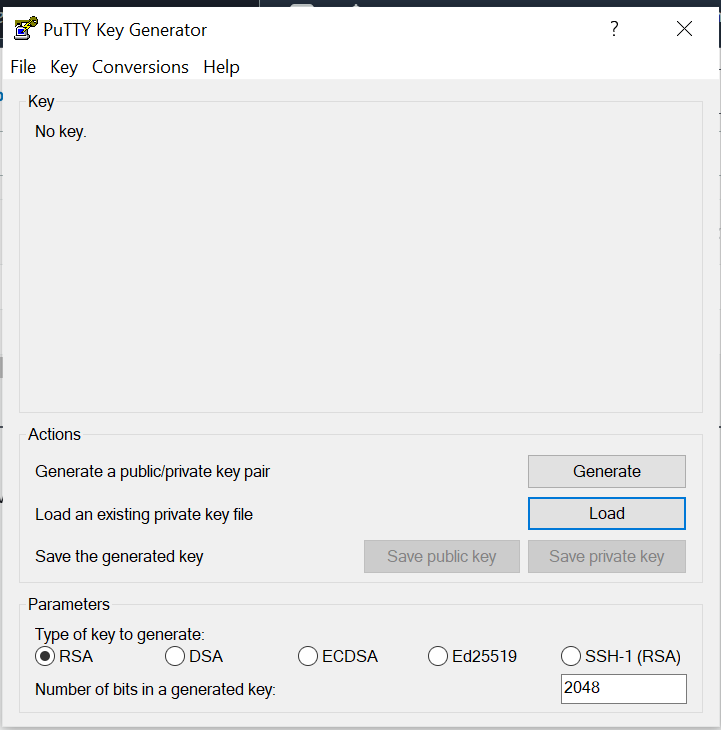 PuTTY Key Generator
?
File Key Conversions Help
Key
No key.
Actions
Generate a public/private key pair
Generate
Load an existing private key file
Load
Save the generated key
Save public key
Save private key
Parameters
Type of key to generate:
RSA DSA ECDSA Ed25519 SSH-1 (RSA)
Number of bits in a generated key:
2048